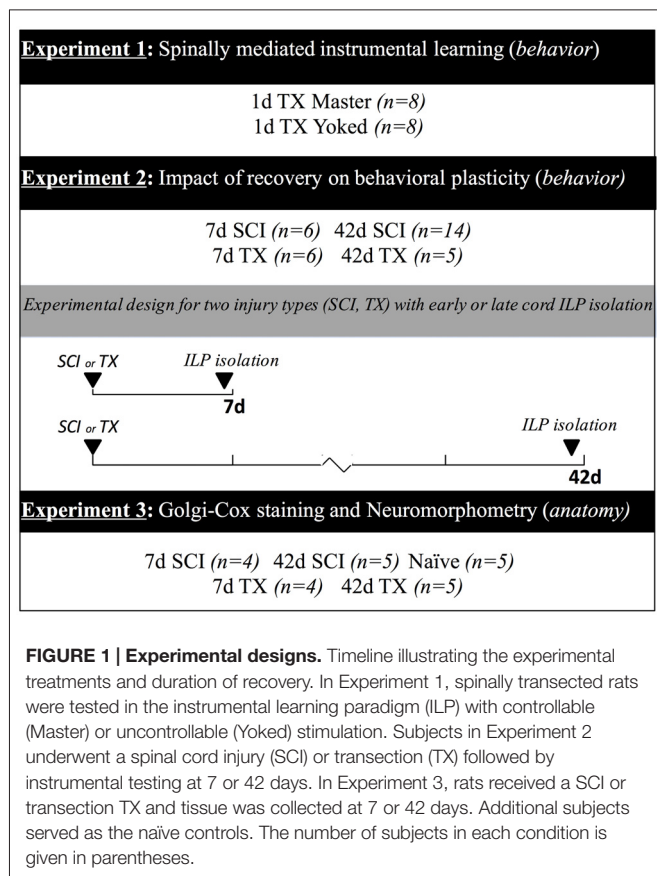 Experiment 1: Spinally mediated instrumental learning (behavior)
1d TX Master (n=8)
1d TX Yoked (n=8)
Experiment 2: Impact of recovery on behavioral plasticity (behavior)
7d SCI (n=6) 42d SCI (n=14)
7d TX (n=6) 42d TX (n=5)
Experimental design for two injury types (SCI, TX) with early or late cord ILP isolation
SCI or TX ILP isolation
7d
SCI or TX ILP isolation
42d
Experiment 3: Golgi-Cox staining and Neuromorphometry (anatomy)
7d SCI (n=4) 42d SCI (n=5) Naïve (n=5)
7d TX (n=4) 42d TX (n=5)
FIGURE 1 | Experimental designs. Timeline illustrating the experimental
treatments and duration of recovery. In Experiment 1, spinally transected rats
were tested in the instrumental learning paradigm (ILP) with controllable
(Master) or uncontrollable (Yoked) stimulation. Subjects in Experiment 2
underwent a spinal cord injury (SCI) or transection (TX) followed by
instrumental testing at 7 or 42 days. In Experiment 3, rats received a SCI or
transection TX and tissue was collected at 7 or 42 days. Additional subjects
served as the naïve controls. The number of subjects in each condition is
given in parentheses.